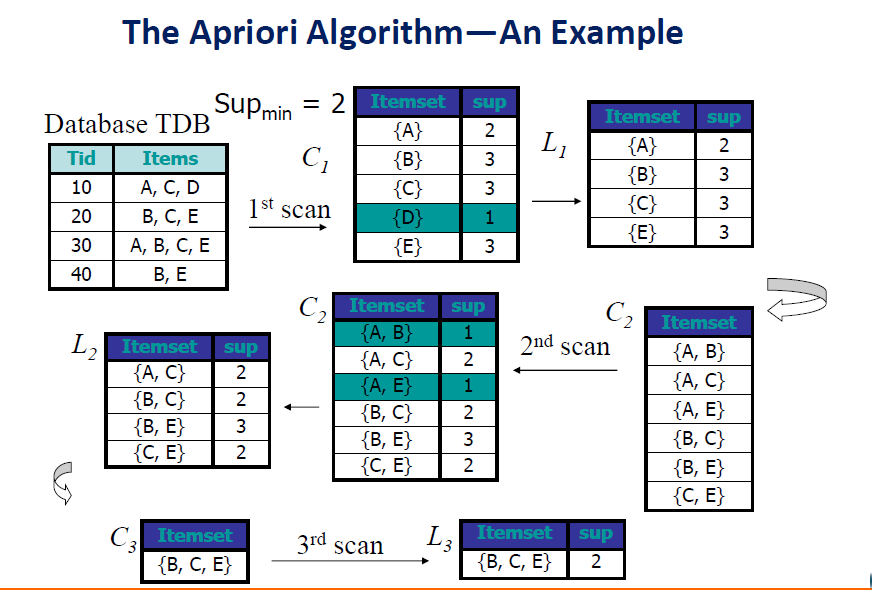 The Apriori Algorithm—An Example
Sup_min = 2
Database TDB
Tid Items
10 A, C, D
20 B, C, E
30 A, B, C, E
40 B, E
1st scan
C1
Itemset sup
{A} 2
{B} 3
{C} 3
{D} 1
{E} 3
L1
Itemset sup
{A} 2
{B} 3
{C} 3
{E} 3
C2
Itemset
{A, B}
{A, C}
{A, E}
{B, C}
{B, E}
{C, E}
2nd scan
C2
Itemset sup
{A, B} 1
{A, C} 2
{A, E} 1
{B, C} 2
{B, E} 3
{C, E} 2
L2
Itemset sup
{A, C} 2
{B, C} 2
{B, E} 3
{C, E} 2
C3
Itemset
{B, C, E}
3rd scan
L3
Itemset sup
{B, C, E} 2